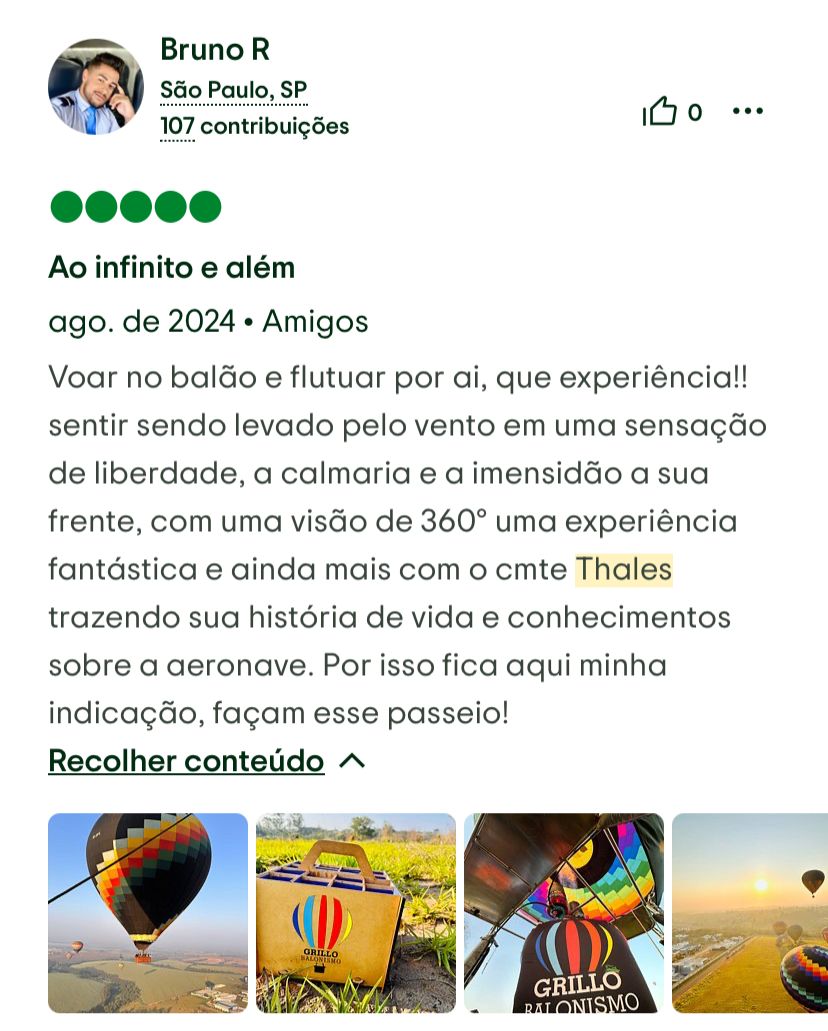 Bruno R
São Paulo, SP
107 contribuições
0
Ao infinito e além
ago. de 2024 • Amigos
Voar no balão e flutuar por ai, que experiência!!
sentir sendo levado pelo vento em uma sensação
de liberdade, a calmaria e a imensidão a sua
frente, com uma visão de 360° uma experiência
fantástica e ainda mais com o cmte Thales
trazendo sua história de vida e conhecimentos
sobre a aeronave. Por isso fica aqui minha
indicação, façam esse passeio!
Recolher conteúdo
GRILLO
BALONISMO
GRILLO
BALONISMO